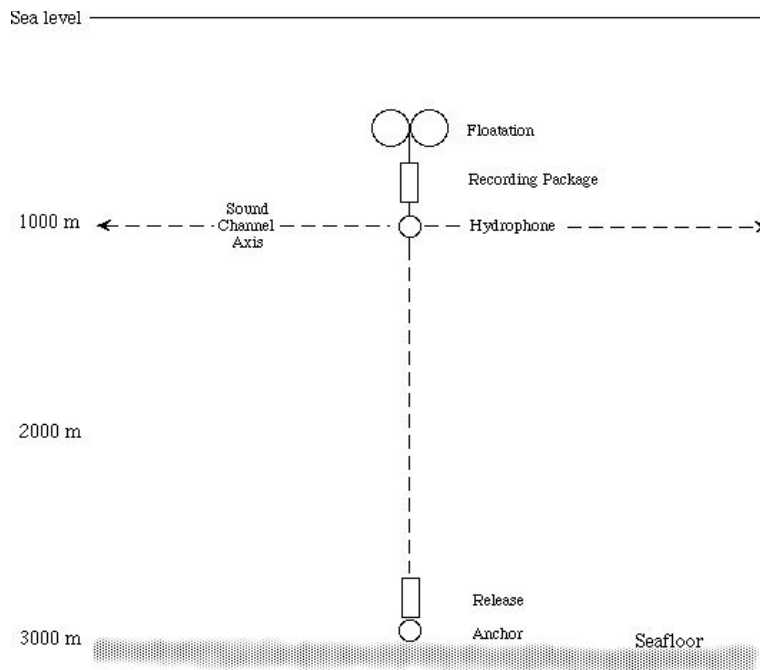 Sea level
Floatation
Recording Package
1000 m
Sound
Channel
Axis
Hydrophone
2000 m
Release
3000 m
Anchor
Seafloor